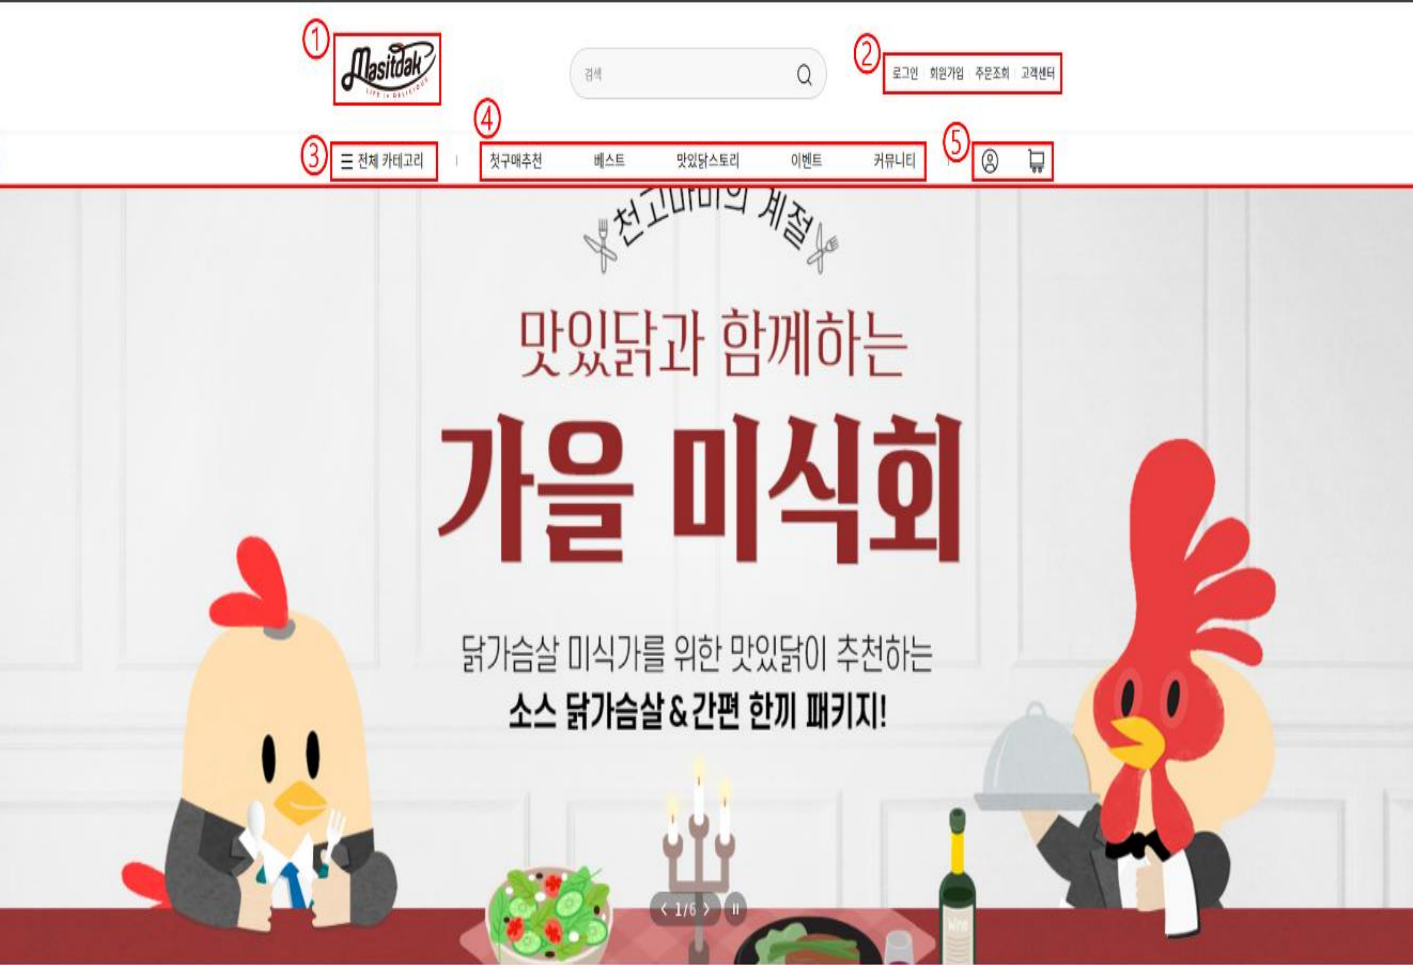 ①
Masitdak
LIFE is DELICIOUS
검색
②
로그인 회원가입 주문조회 고객센터
③
전체 카테고리
④
첫구매추천 베스트 맛있닭스토리 이벤트 커뮤니티
⑤
천고마비의 계절
맛있닭과 함께하는
가을 미식회
닭가슴살 미식가를 위한 맛있닭이 추천하는
소스 닭가슴살 & 간편 한끼 패키지!
< 1/6 >
Wine